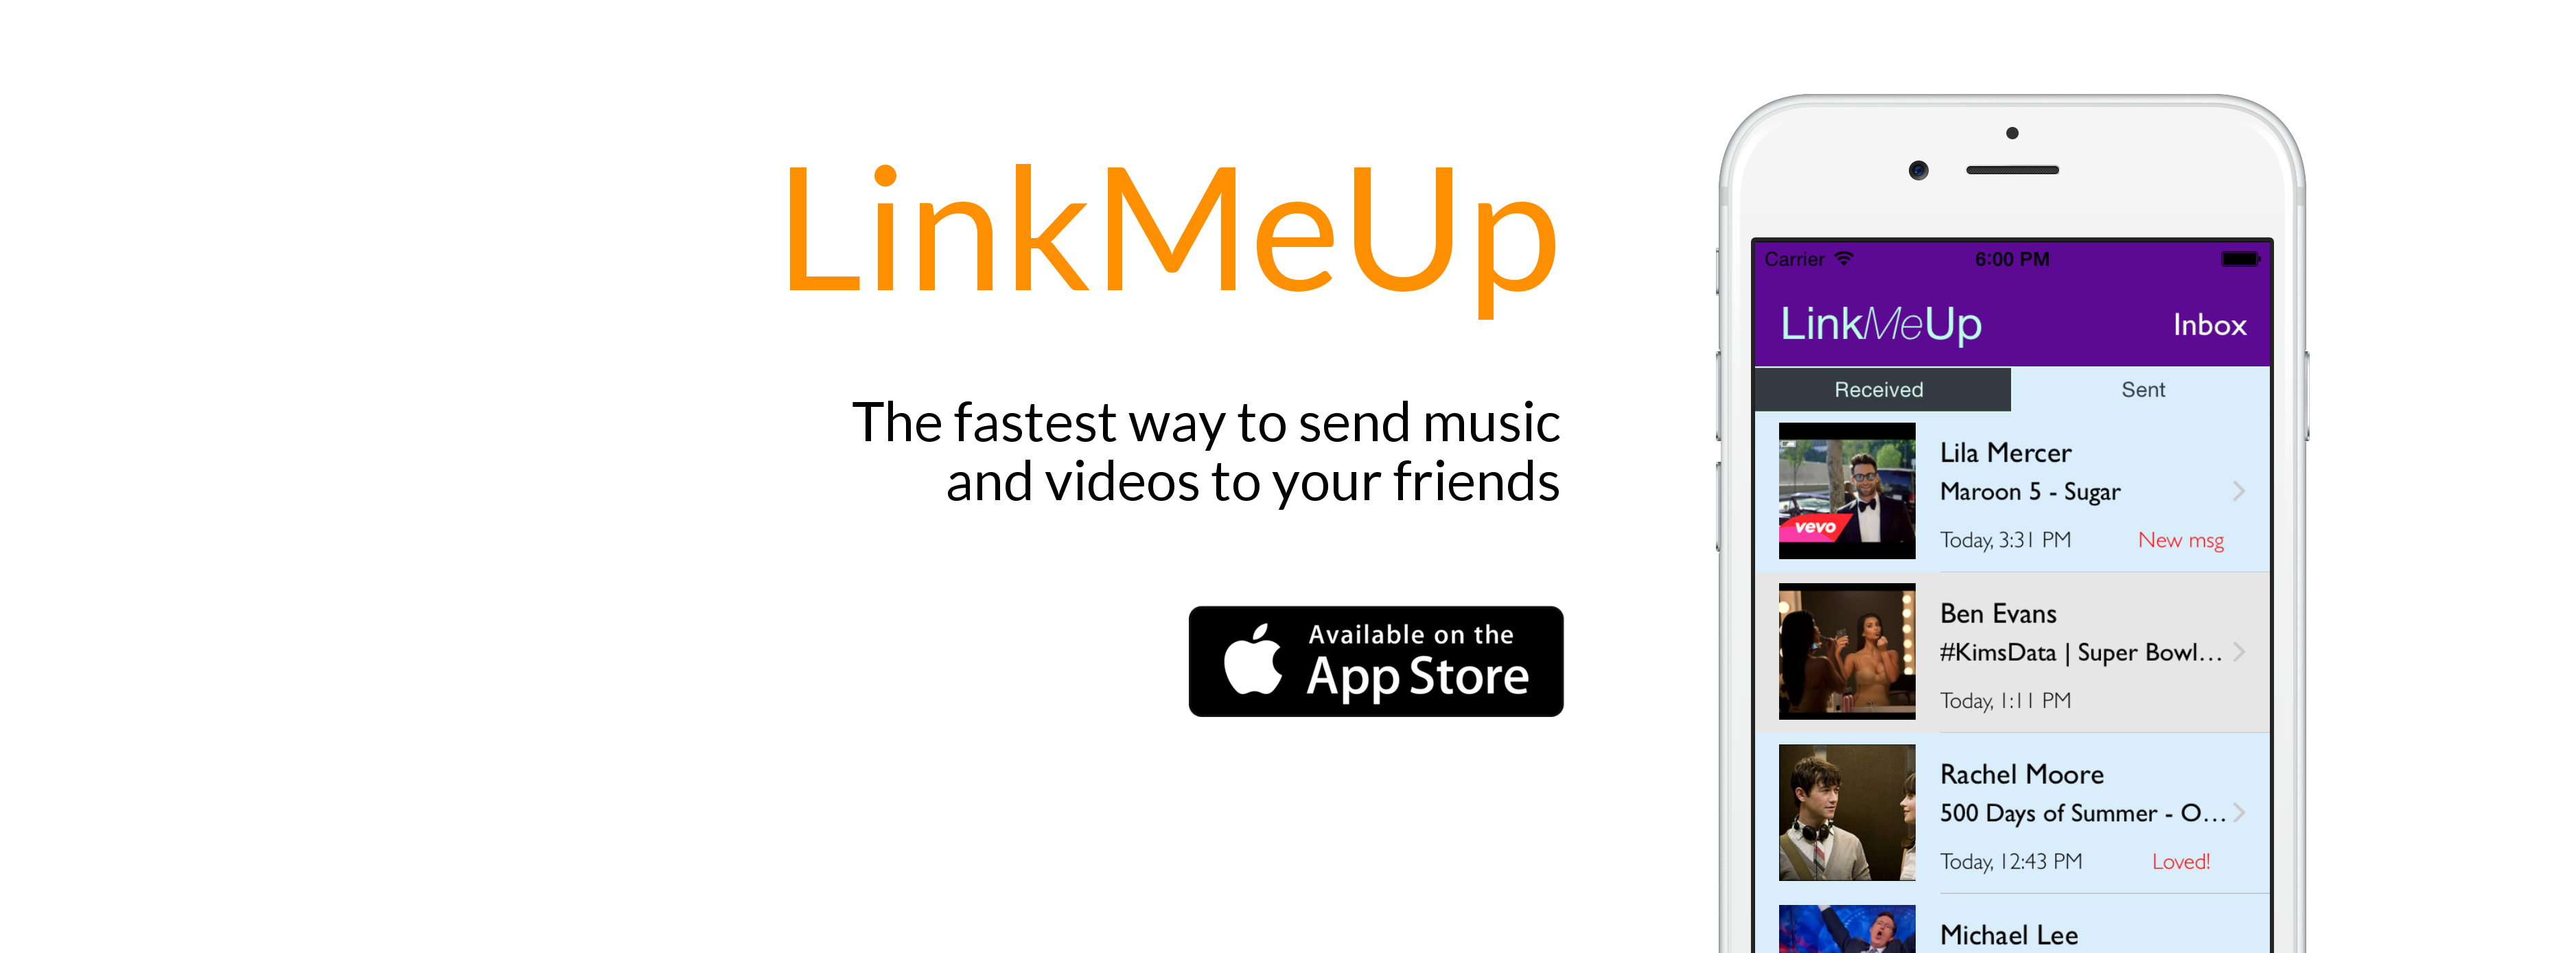 LinkMeUp
The fastest way to send music
and videos to your friends
Available on the
App Store
Carrier 6:00 PM
LinkMeUp Inbox
Received Sent
Lila Mercer
Maroon 5 - Sugar
vevo
Today, 3:31 PM New msg
Ben Evans
#KimsData | Super Bowl...
Today, 1:11 PM
Rachel Moore
500 Days of Summer - O...
Today, 12:43 PM Loved!
Michael Lee